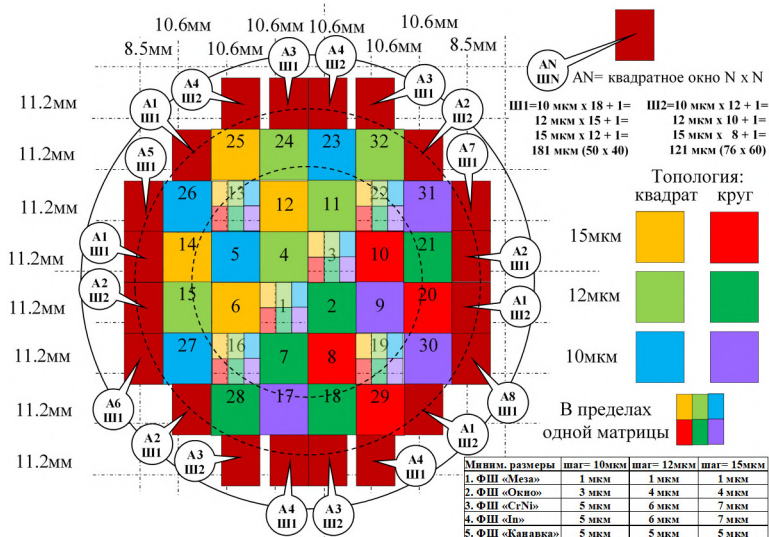 10.6мм 10.6мм
10.6мм 10.6мм 10.6мм
8.5мм 8.5мм
11.2мм
11.2мм
11.2мм
11.2мм
11.2мм
11.2мм
11.2мм
11.2мм
А4 Ш2
А3 Ш1
А4 Ш2
А3 Ш1
А1 Ш1
А2 Ш2
А5 Ш1
А7 Ш1
А1 Ш1
А2 Ш1
А2 Ш2
А1 Ш2
А6 Ш1
А8 Ш1
А2 Ш1
А1 Ш2
А3 Ш2
А4 Ш1
А4 Ш1
А3 Ш2
25 24 23 32
26 13 12 11 22 31
14 5 4 3 10 21
15 6 1 2 9 20
27 16 7 8 19 30
28 17 18 29
AN ШN
AN= квадратное окно N x N
Ш1=10 мкм x 18 + 1= Ш2=10 мкм x 12 + 1=
12 мкм x 15 + 1= 12 мкм x 10 + 1=
15 мкм x 12 + 1= 15 мкм x 8 + 1=
181 мкм (50 x 40) 121 мкм (76 x 60)
Топология:
квадрат круг
15мкм
12мкм
10мкм
В пределах
одной матрицы
Миним. размеры шаг= 10мкм шаг= 12мкм шаг= 15мкм
1. ФШ «Меза» 1 мкм 1 мкм 1 мкм
2. ФШ «Окно» 3 мкм 4 мкм 4 мкм
3. ФШ «CrNi» 5 мкм 6 мкм 7 мкм
4. ФШ «In» 5 мкм 6 мкм 7 мкм
5. ФШ «Канавка» 5 мкм 5 мкм 5 мкм